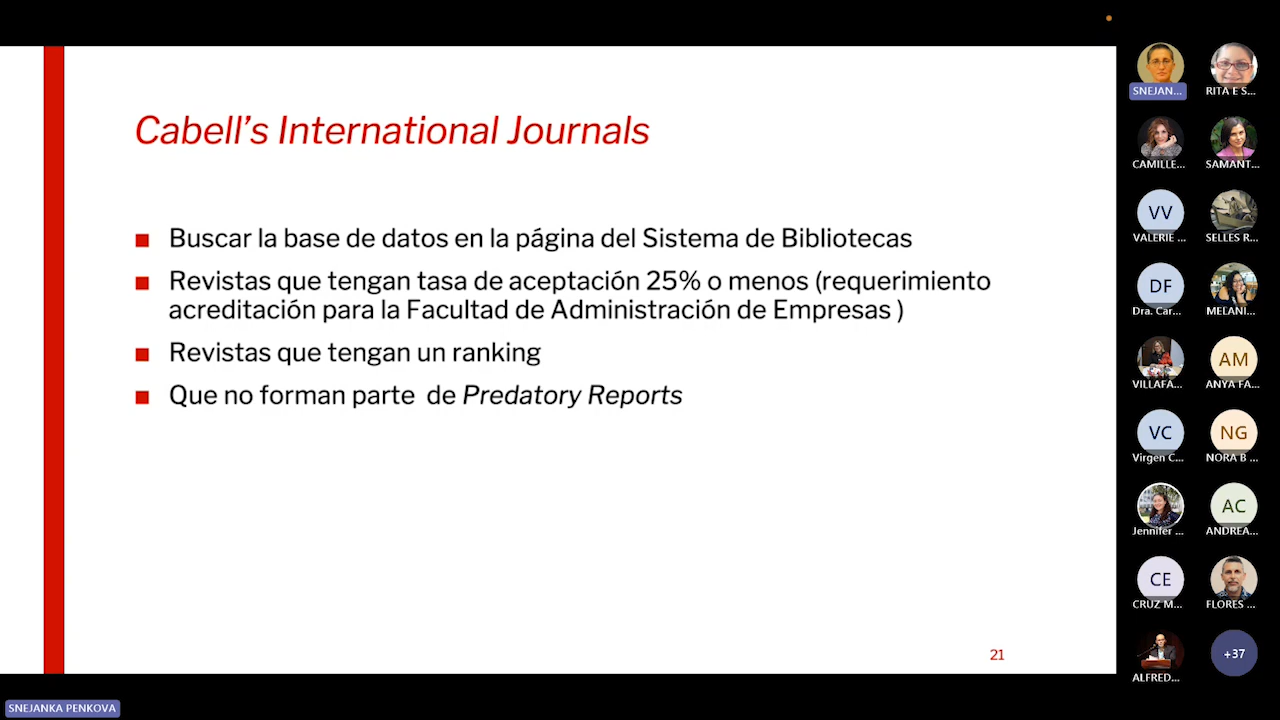 Cabell's International Journals
■ Buscar la base de datos en la página del Sistema de Bibliotecas
■ Revistas que tengan tasa de aceptación 25% o menos (requerimiento
acreditación para la Facultad de Administración de Empresas )
■ Revistas que tengan un ranking
■ Que no forman parte de Predatory Reports
21
SNEJAN...
RITA E S...
CAMILLE...
SAMANT...
VV
VALERIE ...
SELLES R...
DF
Dra. Car...
MELANI...
VILLAFA...
AM
ANYA FA...
VC
Virgen C...
NG
NORA B ...
Jennifer ...
AC
ANDREA...
CE
CRUZ M...
FLORES ...
ALFRED...
+37
SNEJANKA PENKOVA